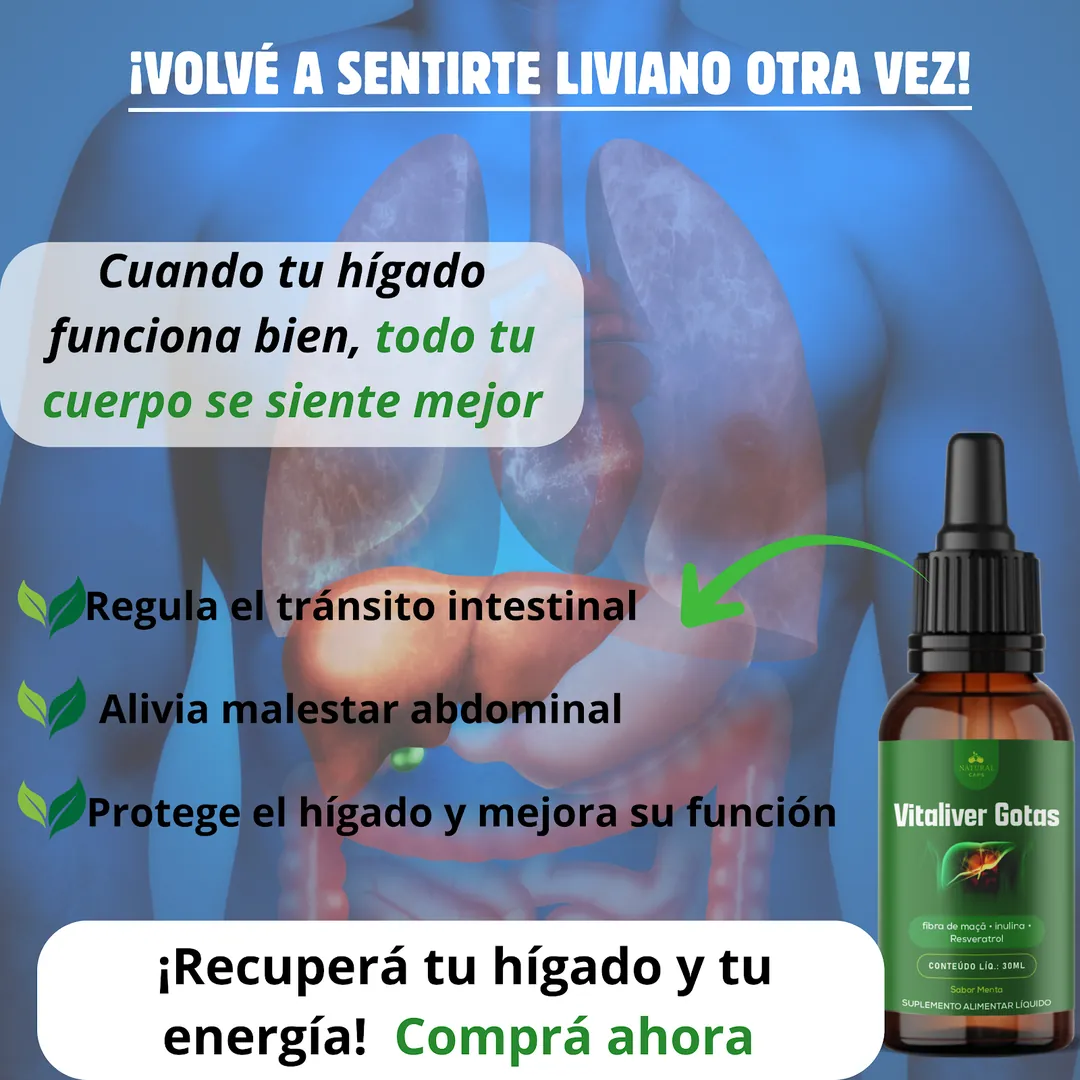 ¡VOLVÉ A SENTIRTE LIVIANO OTRA VEZ!
Cuando tu hígado
funciona bien, todo tu
cuerpo se siente mejor
Regula el tránsito intestinal
Alivia malestar abdominal
Protege el hígado y mejora su función
NATURAL
CAPS
Vitaliver Gotas
fibra de maçã • inulina •
Resveratrol
CONTEÚDO LÍQ.: 30ML
Sabor Menta
SUPLEMENTO ALIMENTAR LÍQUIDO
¡Recuperá tu hígado y tu
energía! Comprá ahora